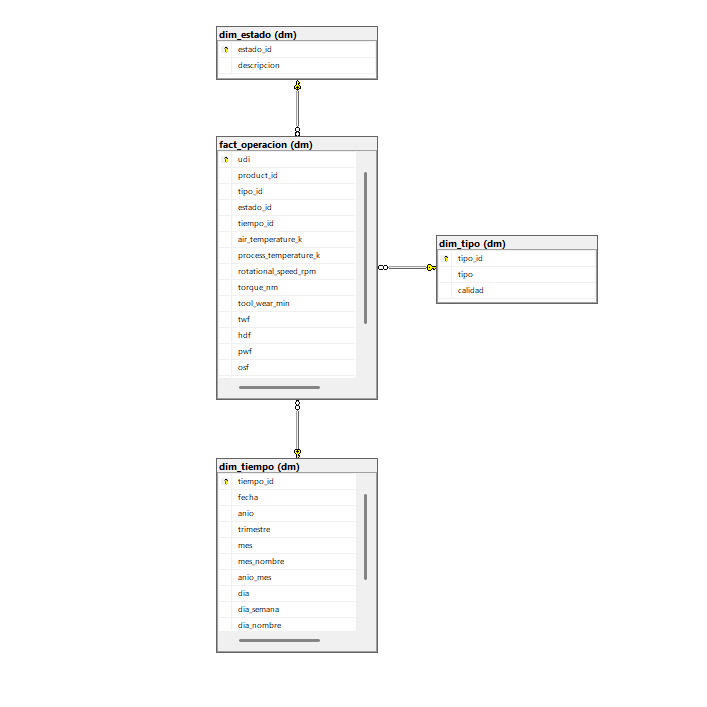 dim_estado (dm)
estado_id
descripcion
fact_operacion (dm)
udi
product_id
tipo_id
estado_id
tiempo_id
air_temperature_k
process_temperature_k
rotational_speed_rpm
torque_nm
tool_wear_min
twf
hdf
pwf
osf
dim_tipo (dm)
tipo_id
tipo
calidad
dim_tiempo (dm)
tiempo_id
fecha
anio
trimestre
mes
mes_nombre
anio_mes
dia
dia_semana
dia_nombre